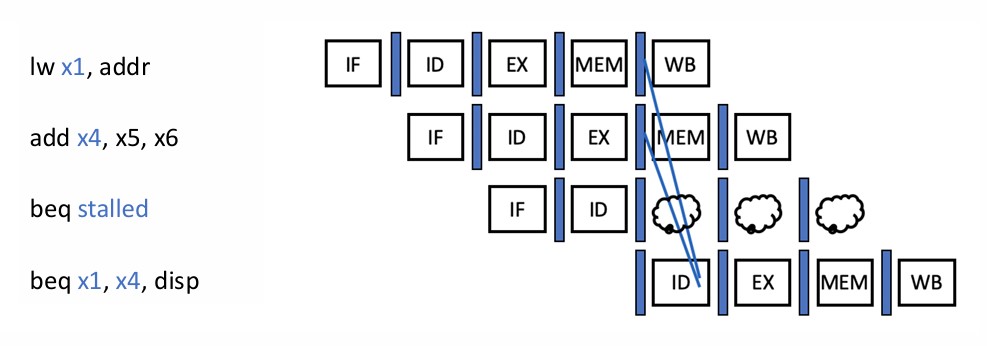 lw x1, addr IF ID EX MEM WB
add x4, x5, x6 IF ID EX MEM WB
beq stalled IF ID
beq x1, x4, disp ID EX MEM WB